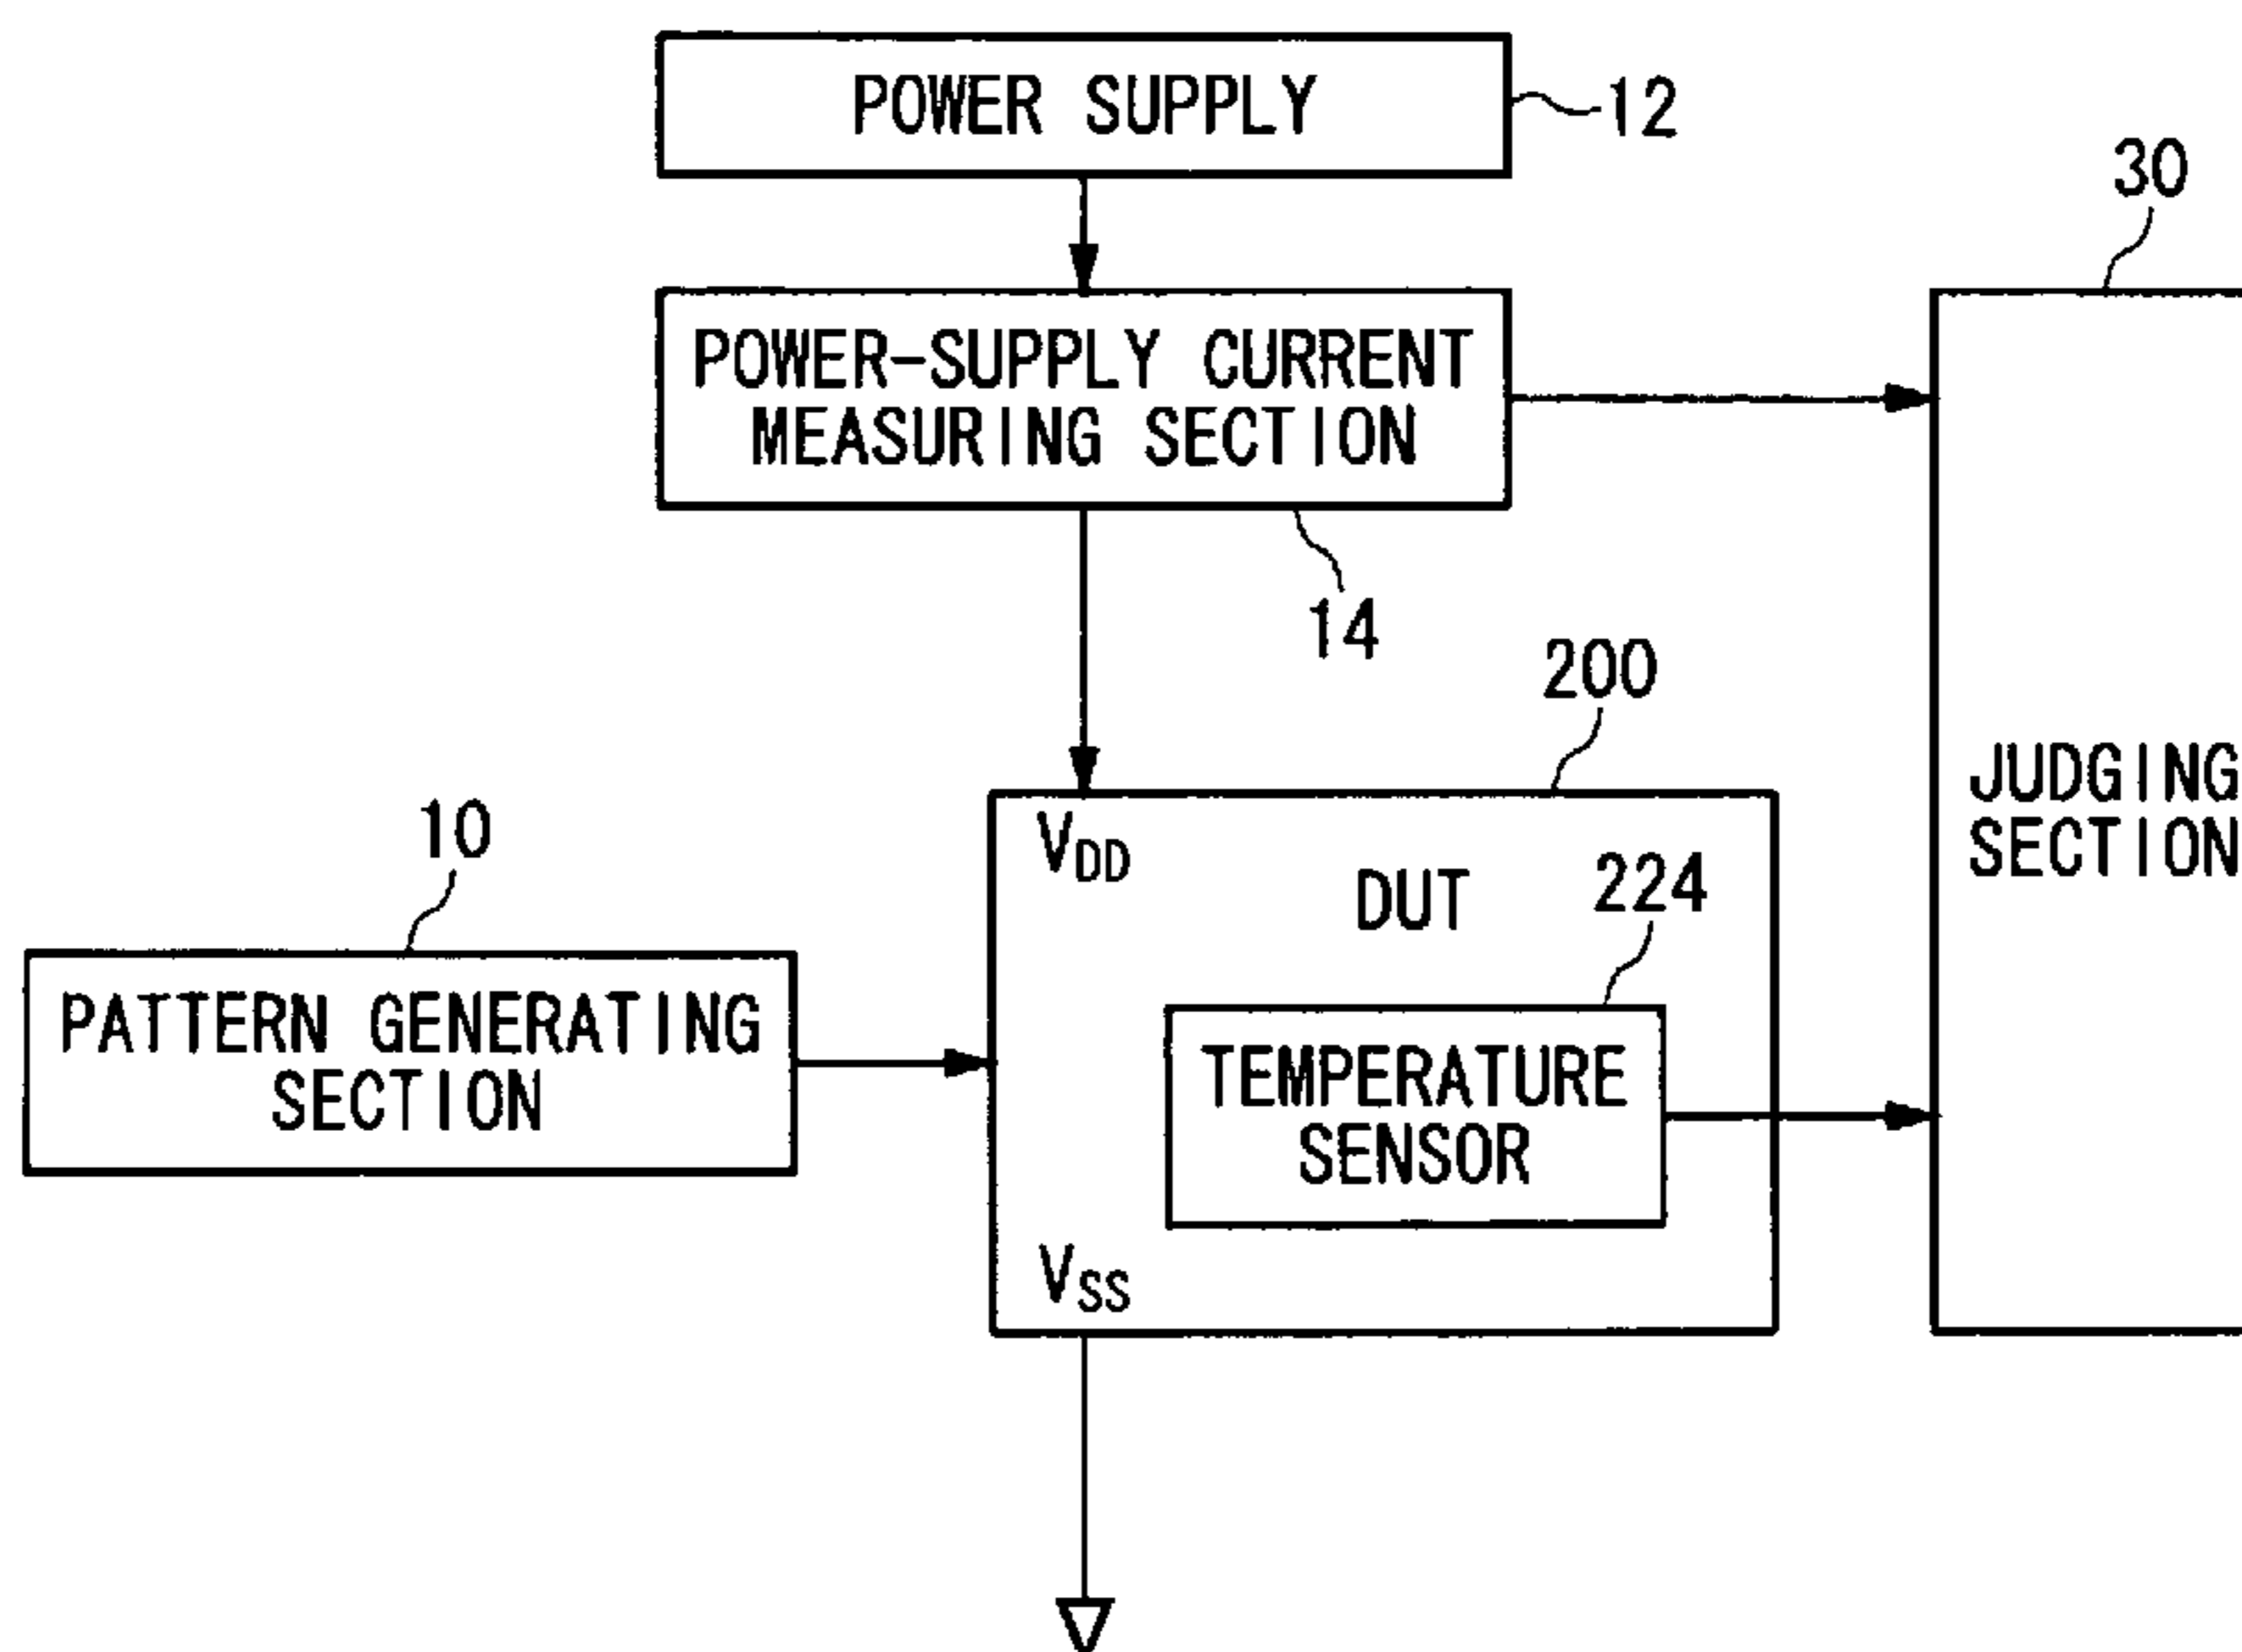 POWER SUPPLY
12
30
POWER-SUPPLY CURRENT
MEASURING SECTION
14
200
10
VDD
DUT
224
JUDGING
SECTION
PATTERN GENERATING
SECTION
TEMPERATURE
SENSOR
VSS